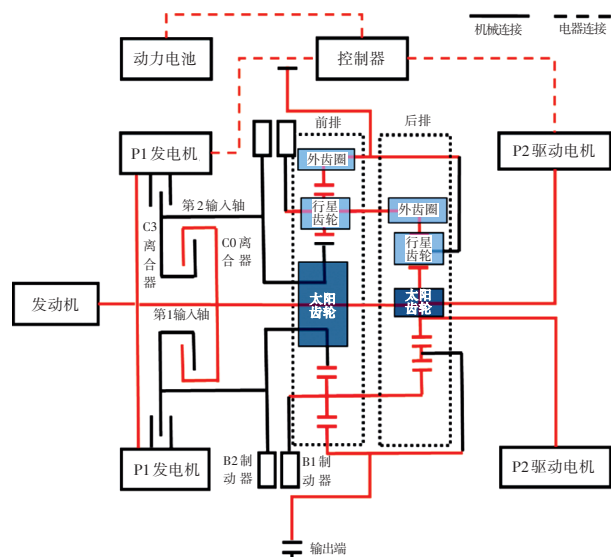 机械连接
电器连接
动力电池
控制器
P1发电机
前排
后排
P2驱动电机
外齿圈
行星
齿轮
外齿圈
行星
齿轮
第2输入轴
C3
离
合
器
C0
离
合
器
发动机
第1输入轴
太阳
齿轮
太阳
齿轮
P1发电机
B2制
动
器
B1制
动
器
P2驱动电机
输出端